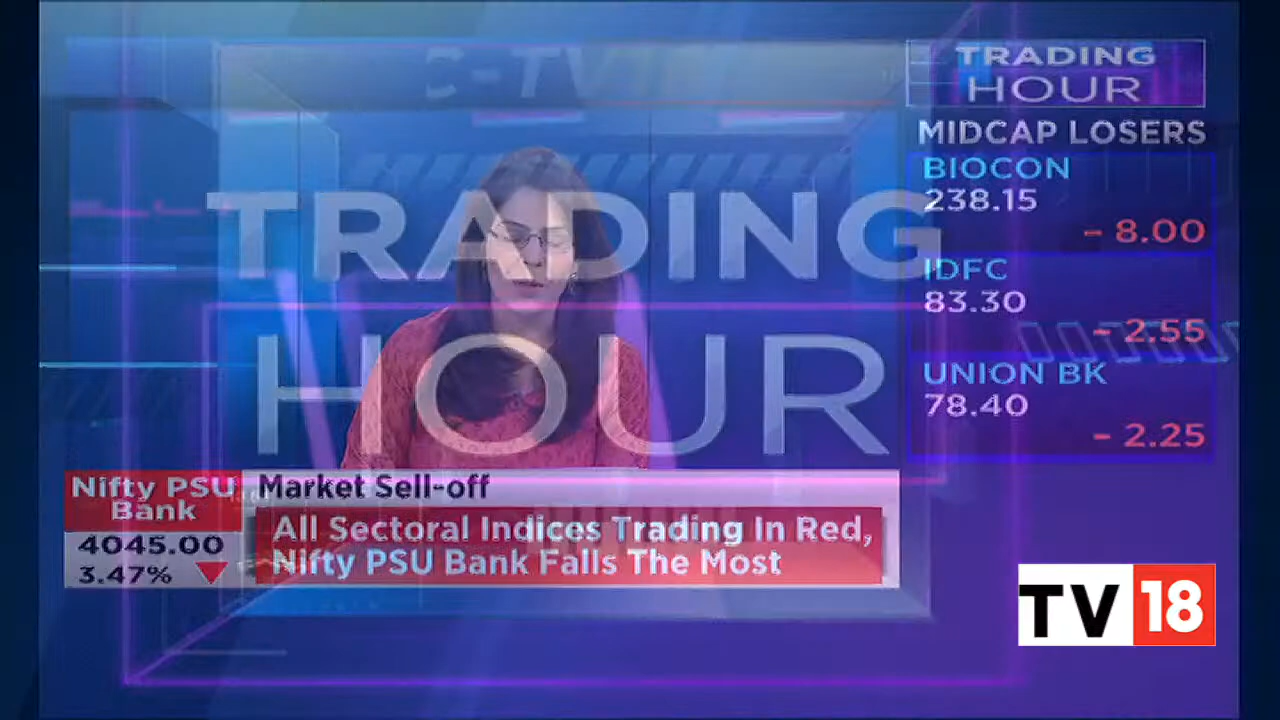 C-TV18
TRADING
HOUR
TRADING
HOUR
MIDCAP LOSERS
BIOCON
238.15
- 8.00
IDFC
83.30
- 2.55
UNION BK
78.40
- 2.25
Nifty PSU
Bank
4045.00
3.47%
Market Sell-off
All Sectoral Indices Trading In Red,
Nifty PSU Bank Falls The Most
TV18